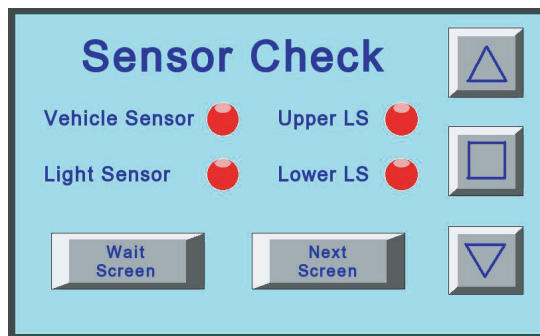 Sensor Check
Vehicle Sensor
Upper LS
Light Sensor
Lower LS
Wait
Screen
Next
Screen